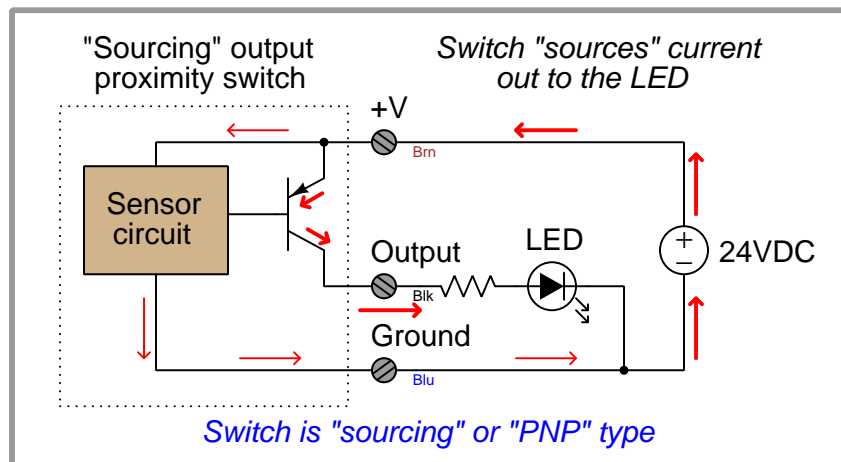 "Sourcing" output
proximity switch
Switch "sources" current
out to the LED
+V
Brn
Sensor
circuit
Output
Blk
LED
+
−
24VDC
Ground
Blu
Switch is "sourcing" or "PNP" type